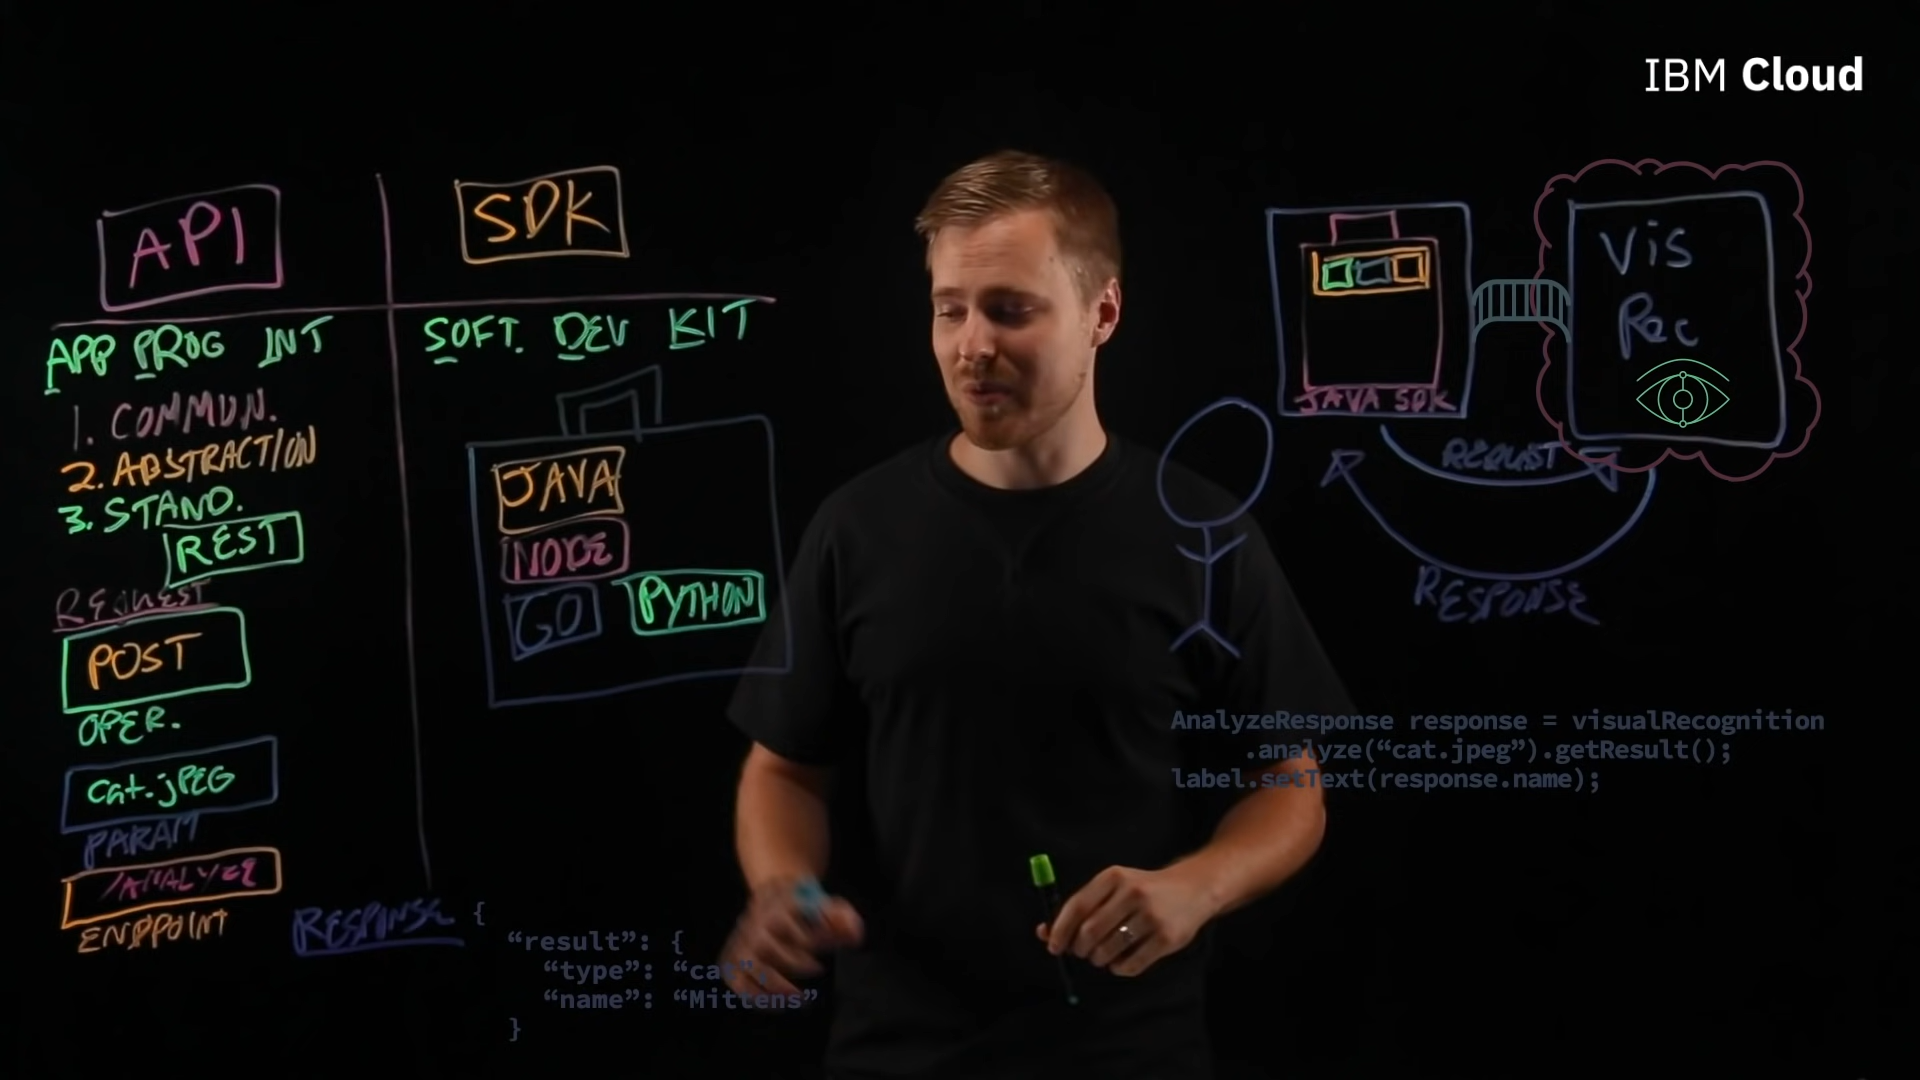 IBM Cloud
API
SDK
APP PROG INT
SOFT. DEV KIT
1. COMMUN.
2. ABSTRACTION
3. STAND.
REST
REQUEST
POST
OPER.
cat.jPEG
PARAM
/ANALYZE
ENDPOINT
JAVA
NODE
GO
PYTHON
RESPONSE
{
"result": {
"type": "cat",
"name": "Mittens"
}
JAVA SDK
Vis
Rec
REQUEST
RESPONSE
AnalyzeResponse response = visualRecognition
.analyze("cat.jpeg").getResult();
label.setText(response.name);